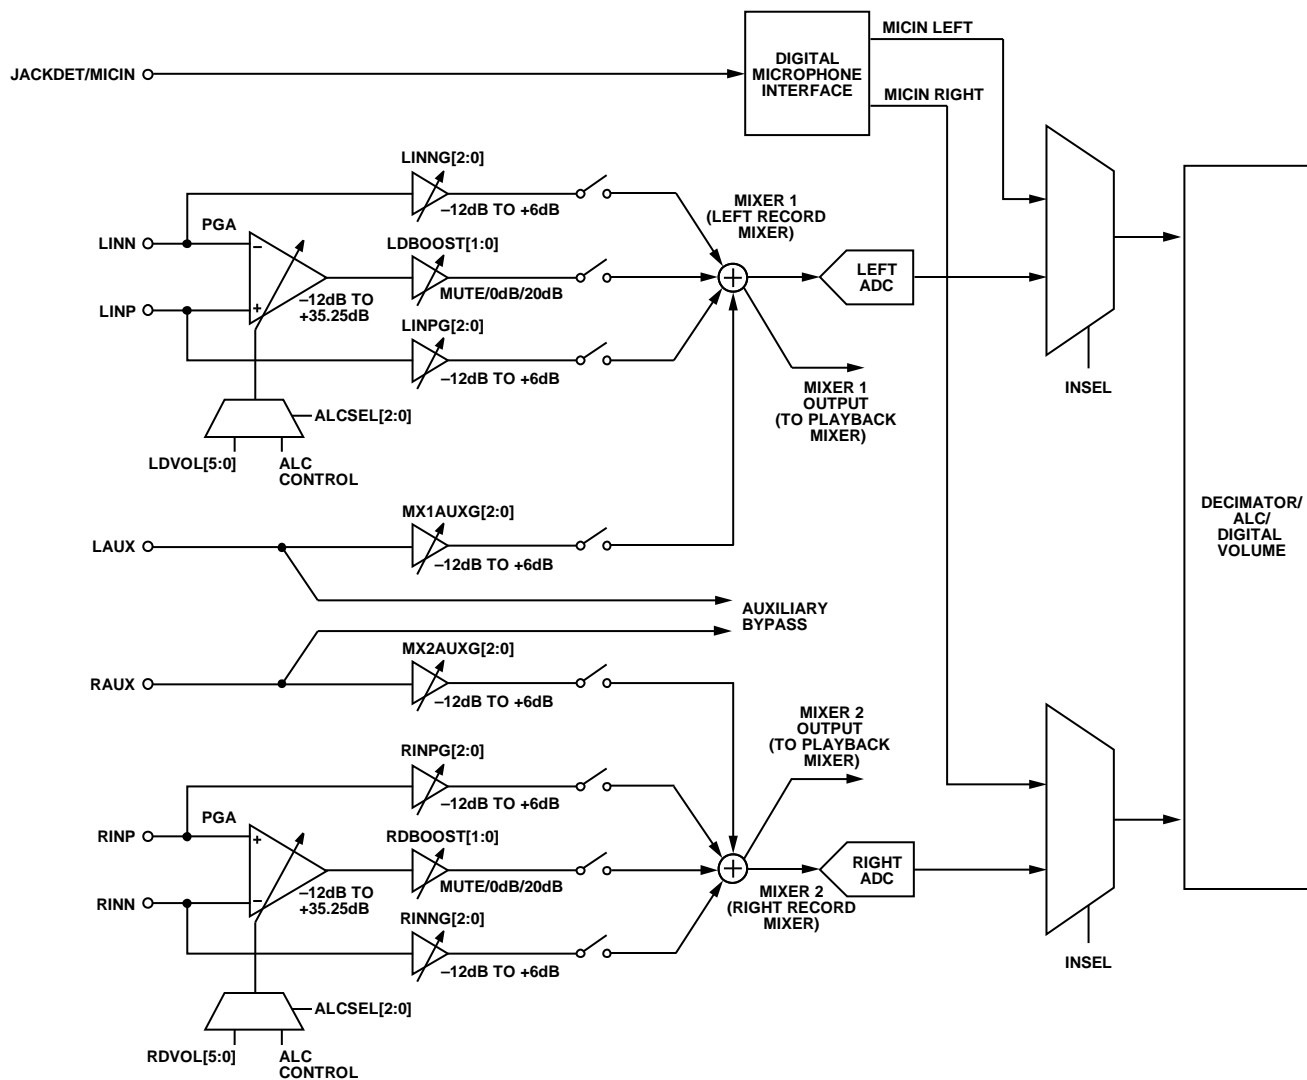 MICIN LEFT
JACKDET/MICIN
DIGITAL
MICROPHONE
INTERFACE
MICIN RIGHT
LINNG[2:0]
–12dB TO +6dB
PGA
LINN
–
LDBOOST[1:0]
MUTE/0dB/20dB
LINP
+
–12dB TO
+35.25dB
LINPG[2:0]
–12dB TO +6dB
MIXER 1
(LEFT RECORD
MIXER)
LEFT
ADC
INSEL
MIXER 1
OUTPUT
(TO PLAYBACK
MIXER)
ALCSEL[2:0]
LDVOL[5:0]
ALC
CONTROL
MX1AUXG[2:0]
LAUX
–12dB TO +6dB
DECIMATOR/
ALC/
DIGITAL
VOLUME
AUXILIARY
BYPASS
MX2AUXG[2:0]
RAUX
–12dB TO +6dB
MIXER 2
OUTPUT
(TO PLAYBACK
MIXER)
RINPG[2:0]
–12dB TO +6dB
PGA
RINP
+
RDBOOST[1:0]
MUTE/0dB/20dB
–12dB TO
+35.25dB
RINN
–
RINNG[2:0]
–12dB TO +6dB
RIGHT
ADC
MIXER 2
(RIGHT RECORD
MIXER)
INSEL
ALCSEL[2:0]
RDVOL[5:0]
ALC
CONTROL